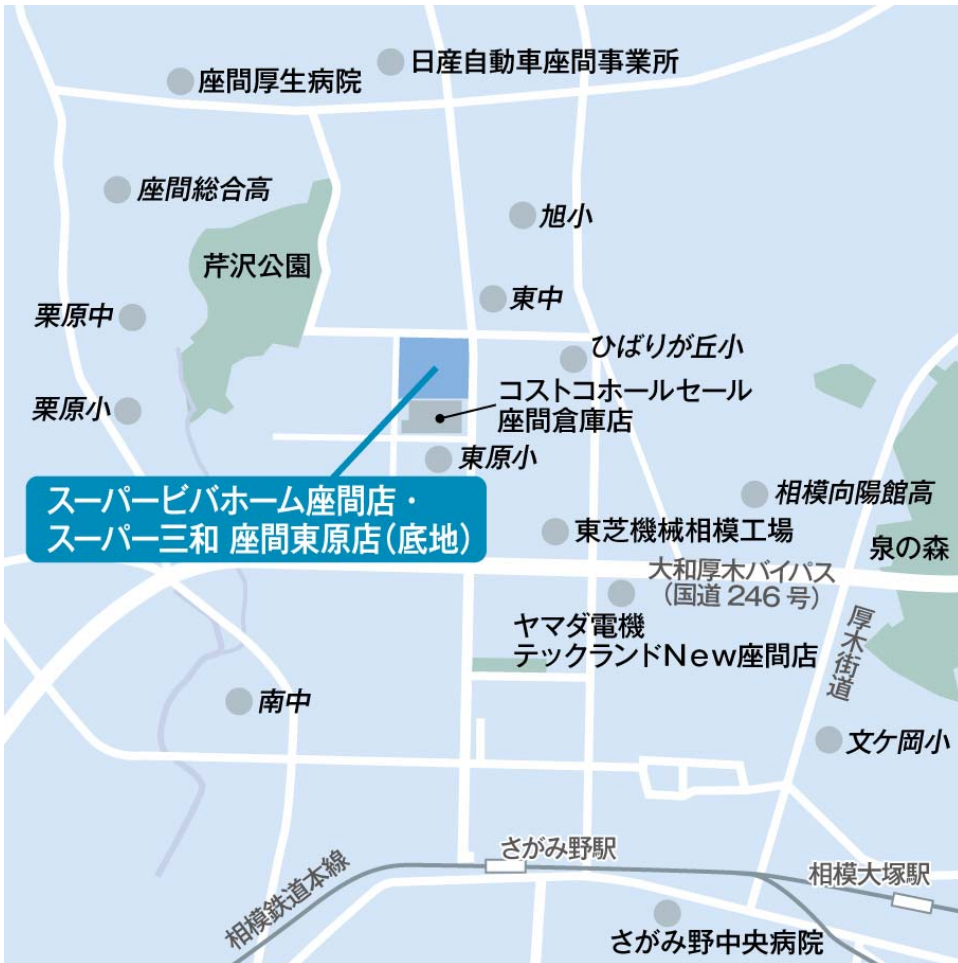 日産自動車座間事業所
座間厚生病院
座間総合高
旭小
芹沢公園
東中
栗原中
ひばりが丘小
コストコホールセール
座間倉庫店
栗原小
東原小
スーパービバホーム座間店・
スーパー三和 座間東原店(底地)
相模向陽館高
東芝機械相模工場
泉の森
大和厚木バイパス
(国道 246 号)
ヤマダ電機
テックランドNew座間店
厚木街道
南中
文ケ岡小
さがみ野駅
相模鉄道本線
相模大塚駅
さがみ野中央病院